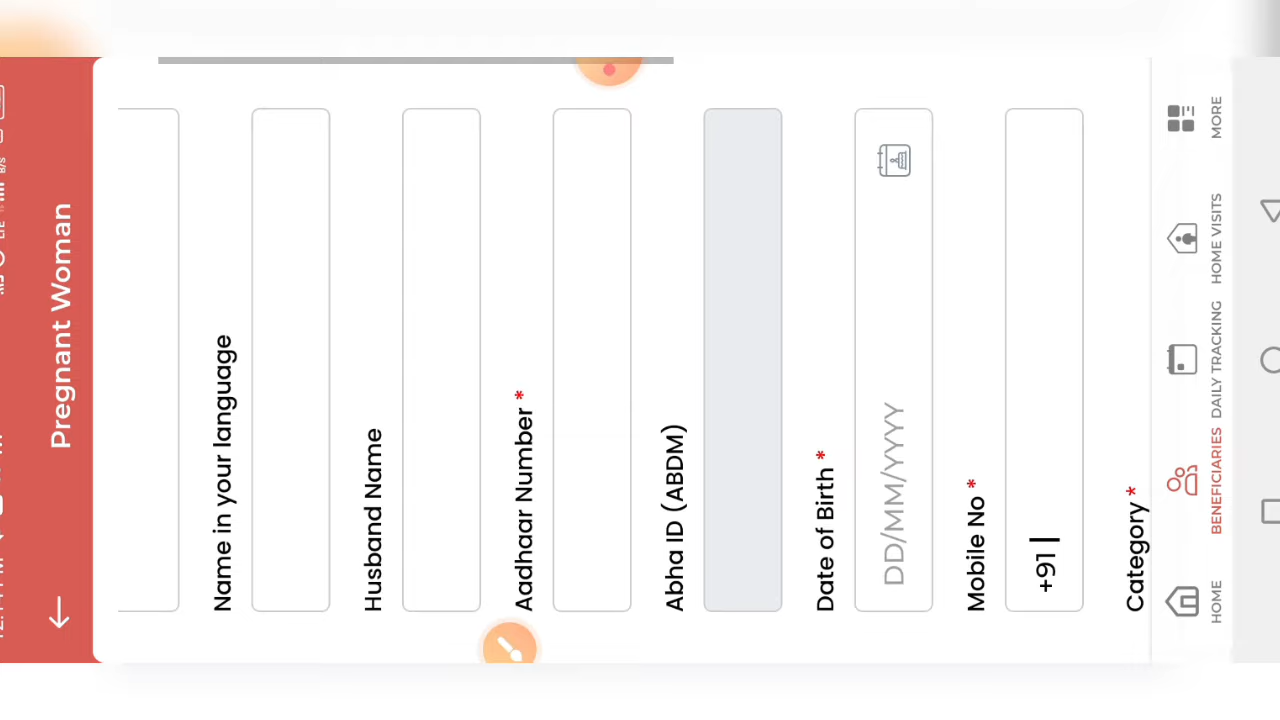 Pregnant Woman
Name in your language
Husband Name
Aadhaar Number *
Abha ID (ABDM)
Date of Birth *
DD/MM/YYYY
Mobile No *
+91
Category *
HOME
BENEFICIARIES
DAILY TRACKING
HOME VISITS
MORE